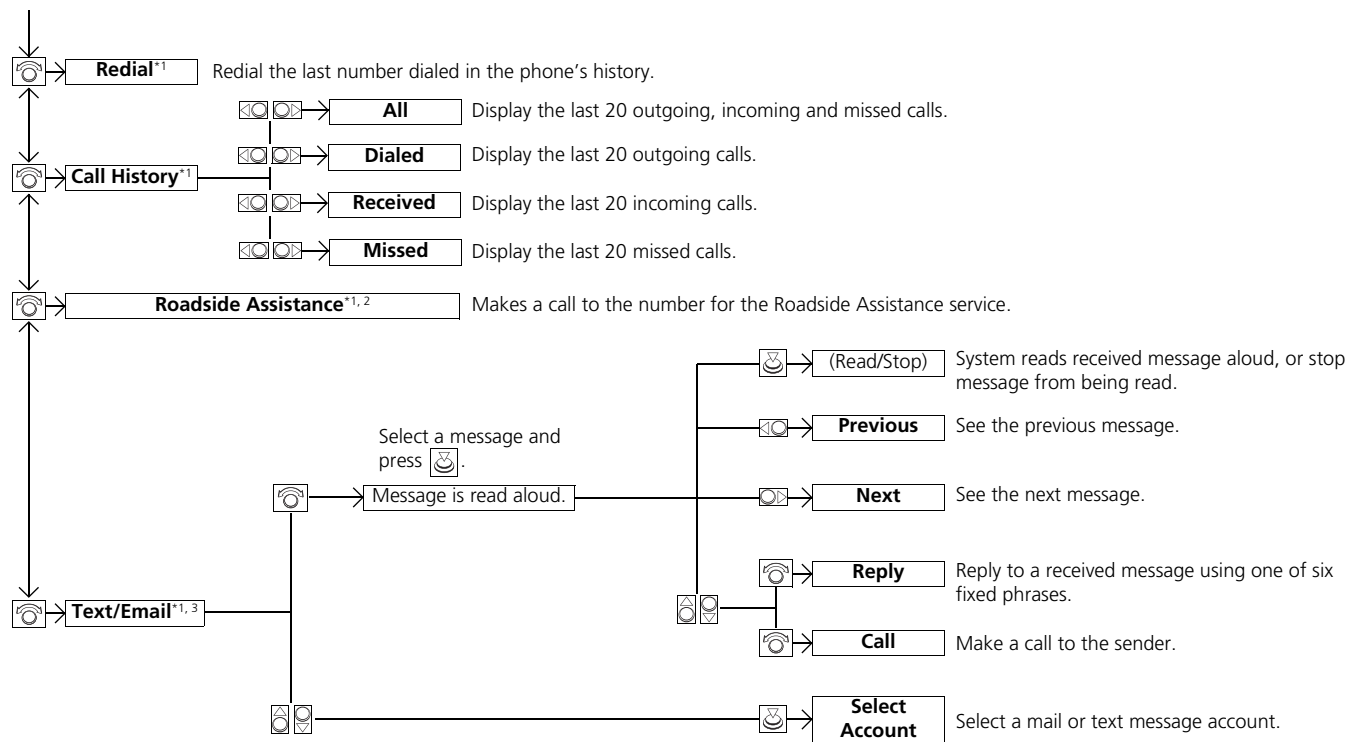 Redial*1 Redial the last number dialed in the phone’s history.
All Display the last 20 outgoing, incoming and missed calls.
Dialed Display the last 20 outgoing calls.
Call History*1
Received Display the last 20 incoming calls.
Missed Display the last 20 missed calls.
Roadside Assistance*1, 2 Makes a call to the number for the Roadside Assistance service.
(Read/Stop) System reads received message aloud, or stop
message from being read.
Previous See the previous message.
Select a message and
press .
Message is read aloud.
Next See the next message.
Reply Reply to a received message using one of six
fixed phrases.
Text/Email*1, 3
Call Make a call to the sender.
Select
Account
Select a mail or text message account.